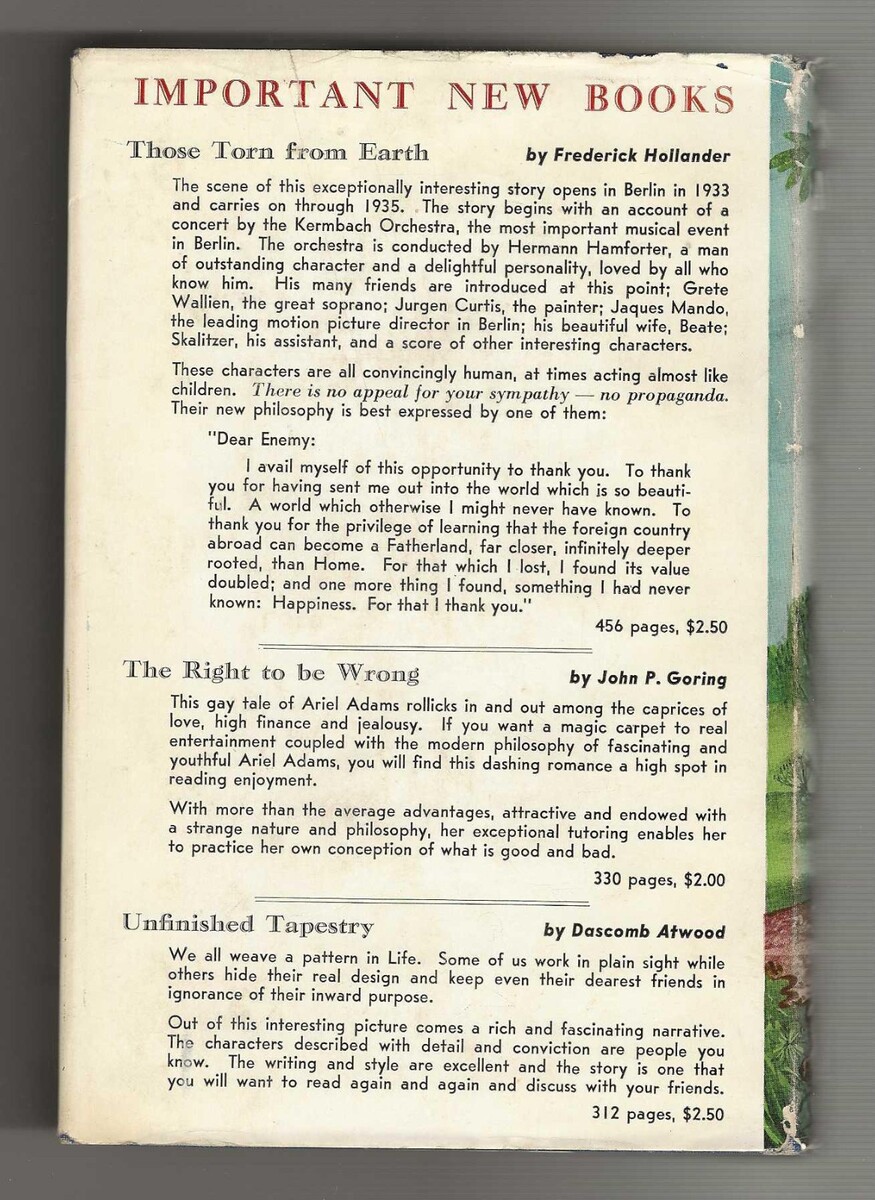 IMPORTANT NEW BOOKS
Those Torn from Earth by Frederick Hollander
The scene of this exceptionally interesting story opens in Berlin in 1933
and carries on through 1935. The story begins with an account of a
concert by the Kermbach Orchestra, the most important musical event
in Berlin. The orchestra is conducted by Hermann Hamforter, a man
of outstanding character and a delightful personality, loved by all who
know him. His many friends are introduced at this point; Grete
Wallien, the great soprano; Jurgen Curtis, the painter; Jaques Mando,
the leading motion picture director in Berlin; his beautiful wife, Beate;
Skalitzer, his assistant, and a score of other interesting characters.
These characters are all convincingly human, at times acting almost like
children. There is no appeal for your sympathy — no propaganda.
Their new philosophy is best expressed by one of them:
"Dear Enemy:
I avail myself of this opportunity to thank you. To thank
you for having sent me out into the world which is so beauti-
ful. A world which otherwise I might never have known. To
thank you for the privilege of learning that the foreign country
abroad can become a Fatherland, far closer, infinitely deeper
rooted, than Home. For that which I lost, I found its value
doubled; and one more thing I found, something I had never
known: Happiness. For that I thank you."
456 pages, $2.50
The Right to be Wrong by John P. Goring
This gay tale of Ariel Adams rollicks in and out among the caprices of
love, high finance and jealousy. If you want a magic carpet to real
entertainment coupled with the modern philosophy of fascinating and
youthful Ariel Adams, you will find this dashing romance a high spot in
reading enjoyment.
With more than the average advantages, attractive and endowed with
a strange nature and philosophy, her exceptional tutoring enables her
to practice her own conception of what is good and bad.
330 pages, $2.00
Unfinished Tapestry by Dascomb Atwood
We all weave a pattern in Life. Some of us work in plain sight while
others hide their real design and keep even their dearest friends in
ignorance of their inward purpose.
Out of this interesting picture comes a rich and fascinating narrative.
The characters described with detail and conviction are people you
know. The writing and style are excellent and the story is one that
you will want to read again and again and discuss with your friends.
312 pages, $2.50